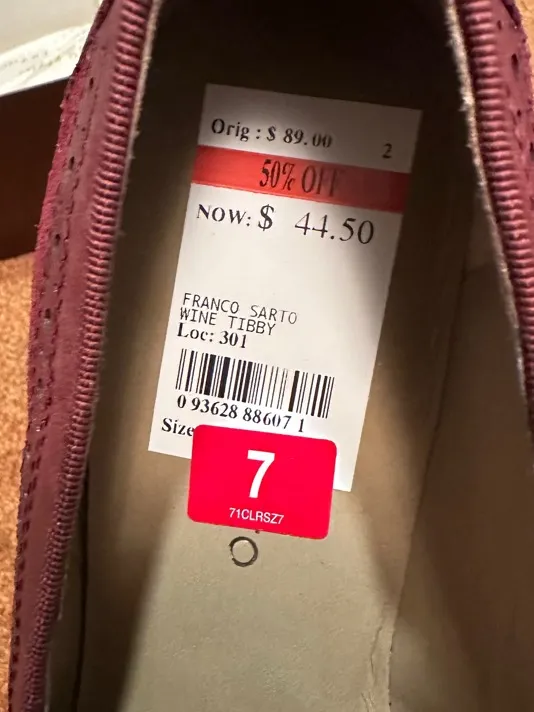 Orig : $ 89.00 2
50% OFF
NOW: $ 44.50
FRANCO SARTO
WINE TIBBY
Loc: 301
0 93628 88607 1
Size
7
71CLRSZ7